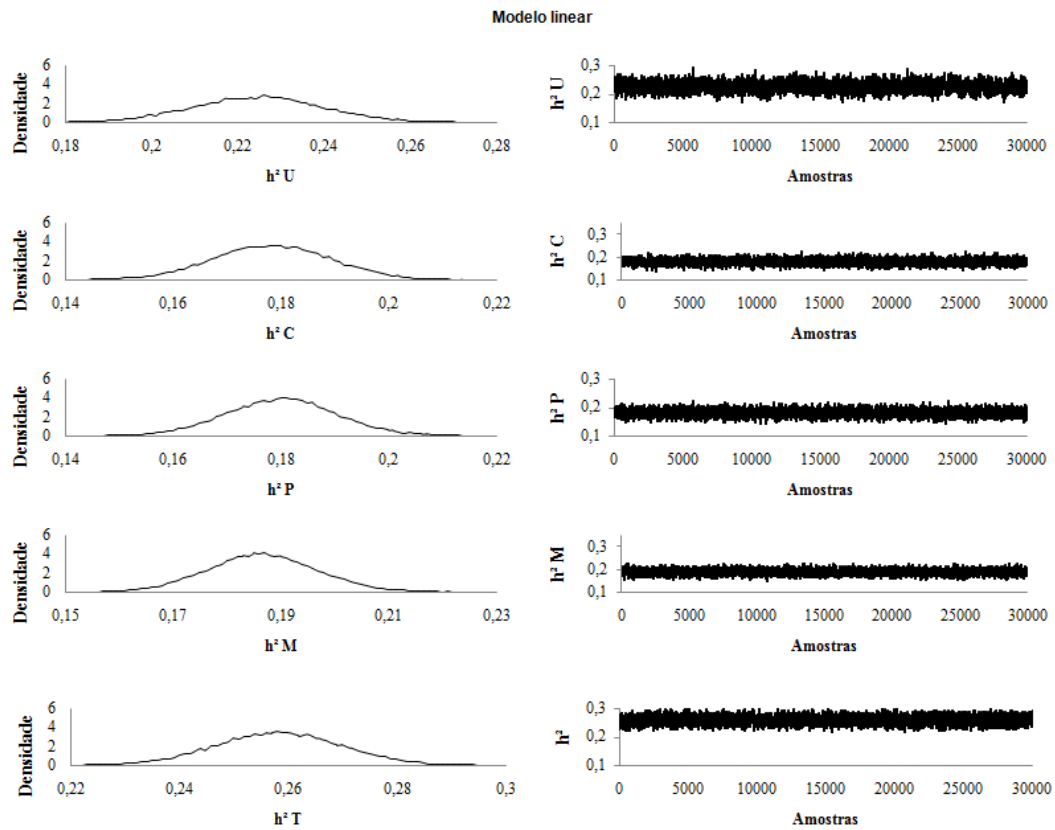 Modelo linear
Densidade
6
4
2
0
0,18 0,2 0,22 0,24 0,26 0,28
h² U
h² U
0,3
0,2
0,1
0 5000 10000 15000 20000 25000 30000
Amostras
Densidade
6
4
2
0
0,14 0,16 0,18 0,2 0,22
h² C
h² C
0,3
0,2
0,1
0 5000 10000 15000 20000 25000 30000
Amostras
Densidade
6
4
2
0
0,14 0,16 0,18 0,2 0,22
h² P
h² P
0,3
0,2
0,1
0 5000 10000 15000 20000 25000 30000
Amostras
Densidade
6
4
2
0
0,15 0,17 0,19 0,21 0,23
h² M
h² M
0,3
0,2
0,1
0 5000 10000 15000 20000 25000 30000
Amostras
Densidade
6
4
2
0
0,22 0,24 0,26 0,28 0,3
h² T
h²
0,3
0,2
0,1
0 5000 10000 15000 20000 25000 30000
Amostras